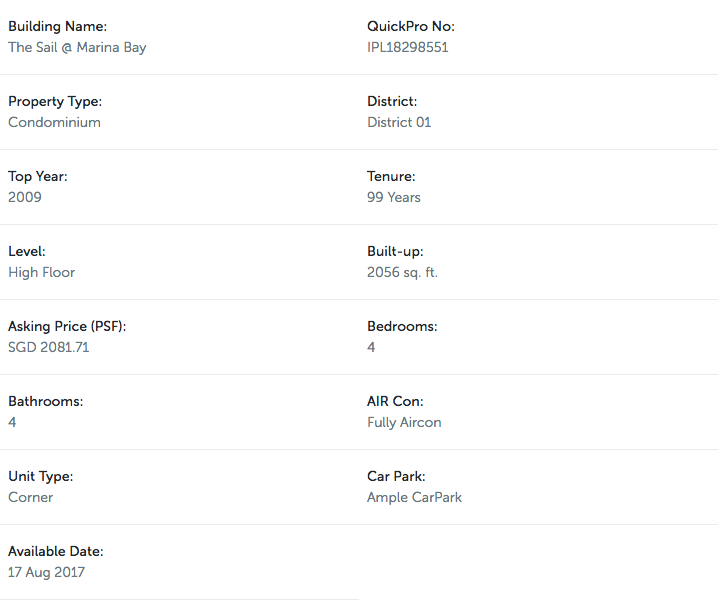 Building Name:
The Sail @ Marina Bay
QuickPro No:
IPL18298551
Property Type:
Condominium
District:
District 01
Top Year:
2009
Tenure:
99 Years
Level:
High Floor
Built-up:
2056 sq. ft.
Asking Price (PSF):
SGD 2081.71
Bedrooms:
4
Bathrooms:
4
AIR Con:
Fully Aircon
Unit Type:
Corner
Car Park:
Ample CarPark
Available Date:
17 Aug 2017